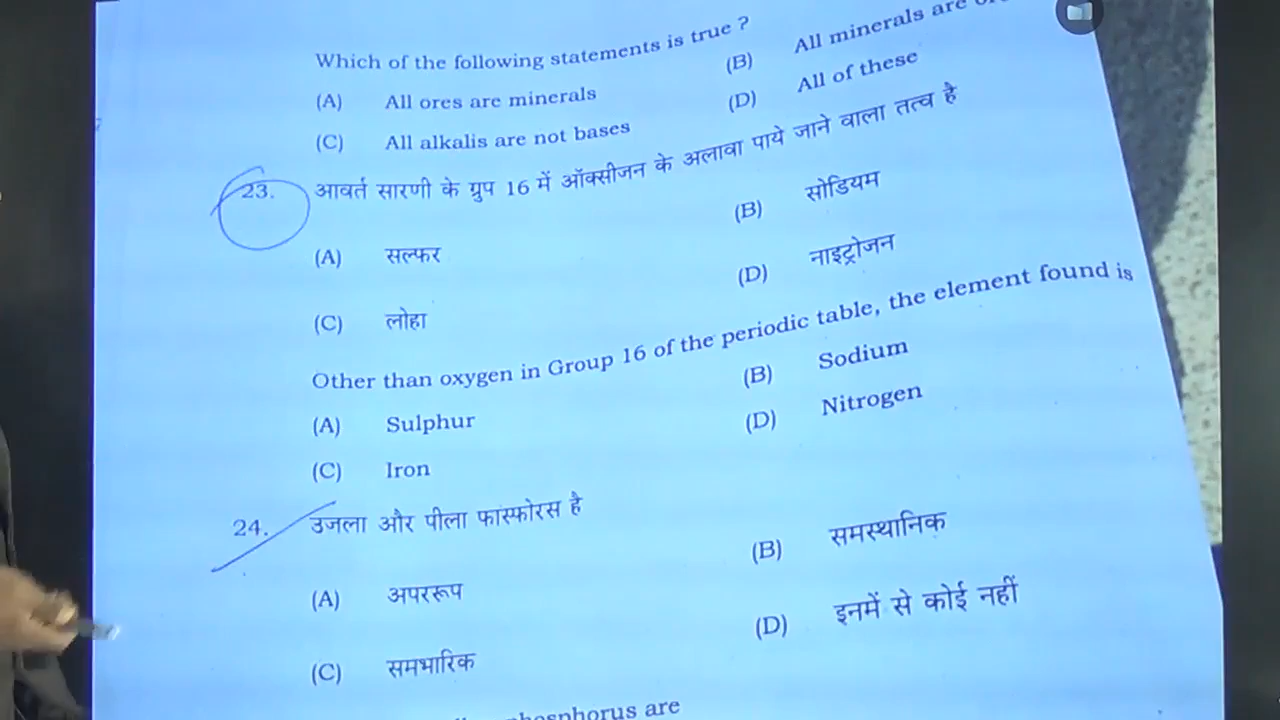 Which of the following statements is true ?
(A) All ores are minerals (B) All minerals are
(C) All alkalis are not bases (D) All of these
23. आवर्त सारणी के ग्रुप 16 में ऑक्सीजन के अलावा पाये जाने वाला तत्व है
(A) सल्फर (B) सोडियम
(C) लोहा (D) नाइट्रोजन
Other than oxygen in Group 16 of the periodic table, the element found is
(A) Sulphur (B) Sodium
(C) Iron (D) Nitrogen
24. उजला और पीला फास्फोरस है
(A) अपररूप (B) समस्थानिक
(C) समभारिक (D) इनमें से कोई नहीं
phosphorus are